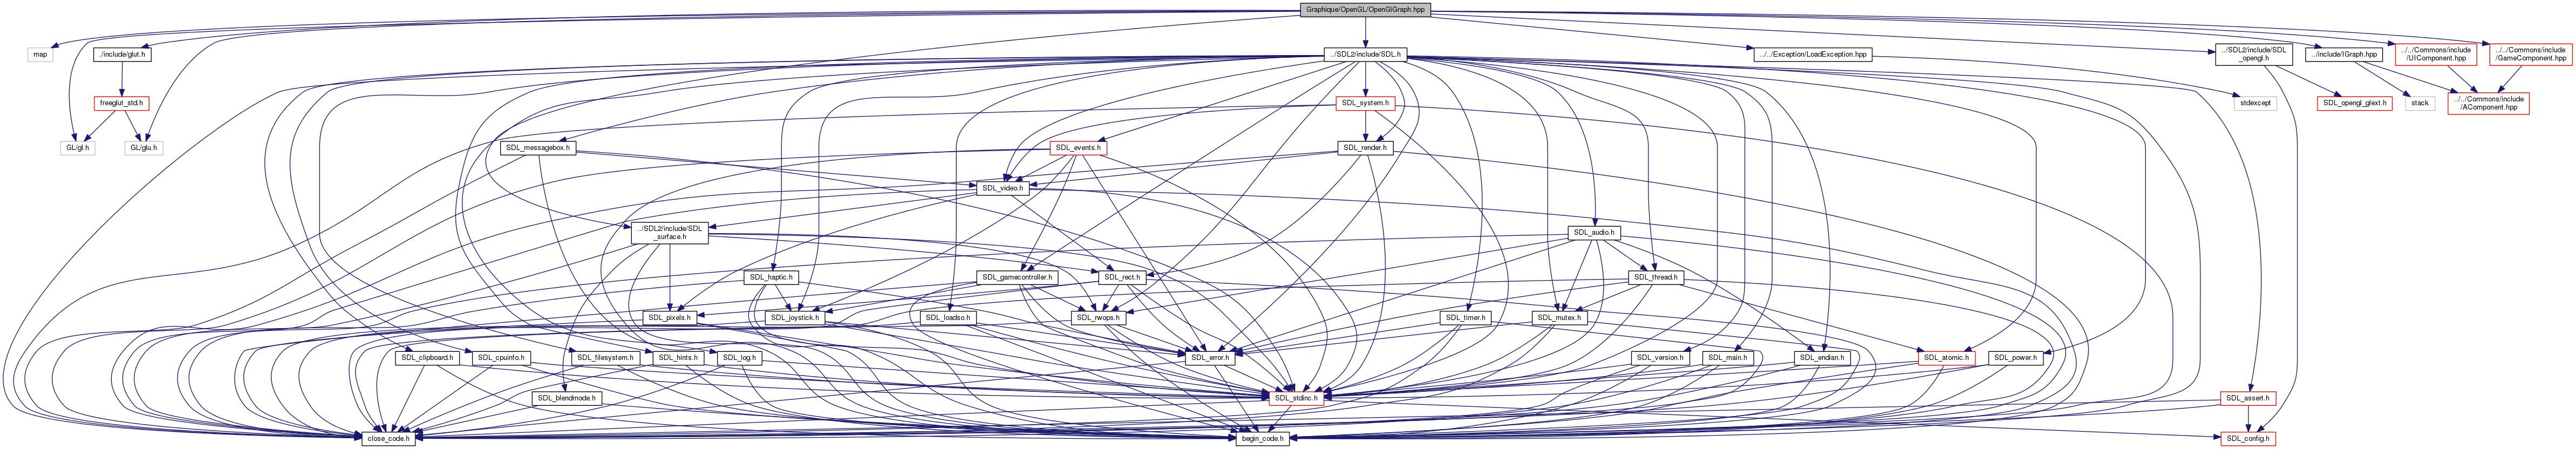 Graphique/OpenGL/OpenGlGraph.hpp
map
./include/glut.h
../SDL2/include/SDL.h
../../Exception/LoadException.hpp
../SDL2/include/SDL
_opengl.h
../include/IGraph.hpp
../../Commons/include
/UIComponent.hpp
../../Commons/include
/GameComponent.hpp
freeglut_std.h
SDL_system.h
stdexcept
SDL_opengl_glext.h
stack
../../Commons/include
/AComponent.hpp
GL/gl.h
GL/glu.h
SDL_messagebox.h
SDL_events.h
SDL_render.h
SDL_video.h
../SDL2/include/SDL
_surface.h
SDL_audio.h
SDL_haptic.h
SDL_gamecontroller.h
SDL_rect.h
SDL_thread.h
SDL_pixels.h
SDL_joystick.h
SDL_loadso.h
SDL_rwops.h
SDL_timer.h
SDL_mutex.h
SDL_clipboard.h
SDL_cpuinfo.h
SDL_filesystem.h
SDL_hints.h
SDL_log.h
SDL_error.h
SDL_version.h
SDL_main.h
SDL_endian.h
SDL_atomic.h
SDL_power.h
SDL_blendmode.h
SDL_stdinc.h
SDL_assert.h
close_code.h
begin_code.h
SDL_config.h